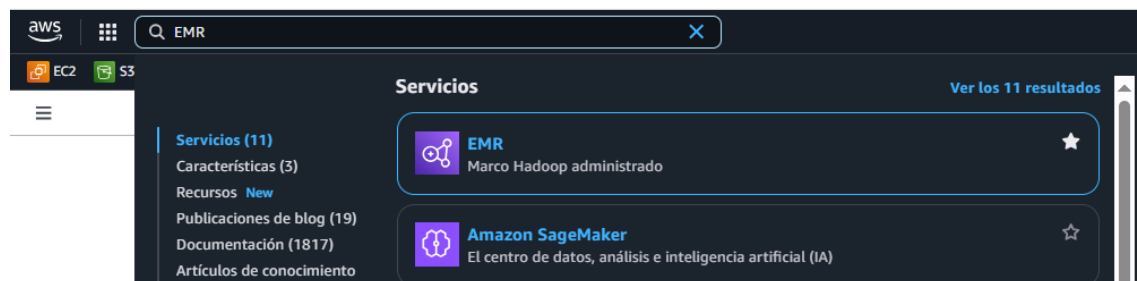 aws
EMR
EC2 S3
Servicios
Ver los 11 resultados
Servicios (11)
Características (3)
Recursos New
Publicaciones de blog (19)
Documentación (1817)
Artículos de conocimiento
EMR
Marco Hadoop administrado
Amazon SageMaker
El centro de datos, análisis e inteligencia artificial (IA)